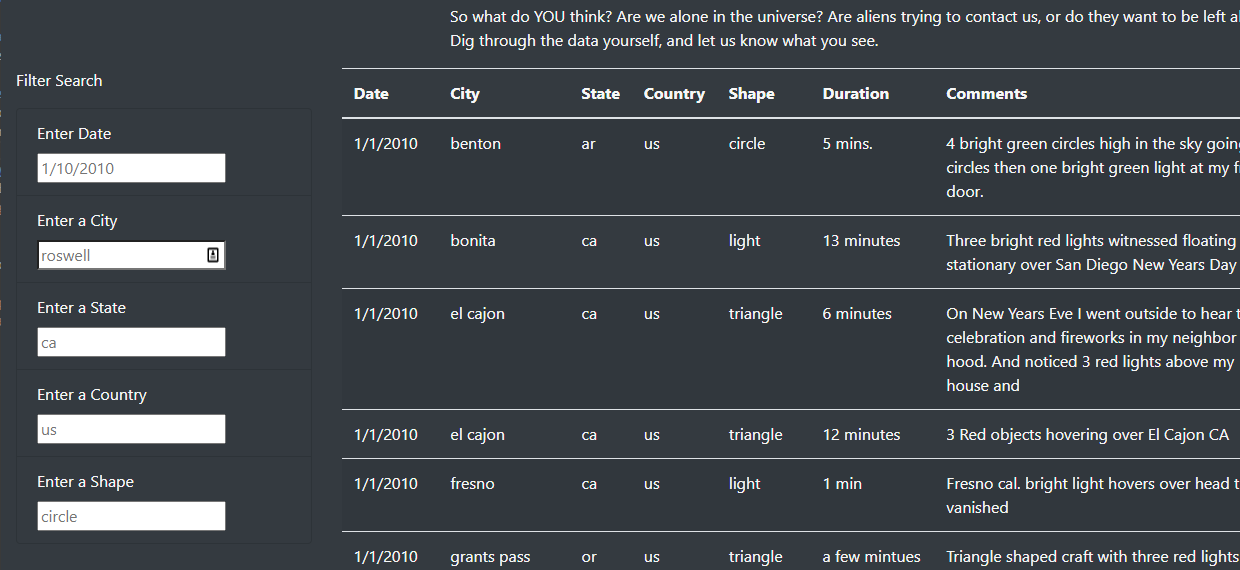 So what do YOU think? Are we alone in the universe? Are aliens trying to contact us, or do they want to be left
Dig through the data yourself, and let us know what you see.
Filter Search
Enter Date
1/10/2010
Enter a City
roswell
Enter a State
ca
Enter a Country
us
Enter a Shape
circle
Date City State Country Shape Duration Comments
1/1/2010 benton ar us circle 5 mins. 4 bright green circles high in the sky going
circles then one bright green light at my
door.
1/1/2010 bonita ca us light 13 minutes Three bright red lights witnessed floating
stationary over San Diego New Years Day
1/1/2010 el cajon ca us triangle 6 minutes On New Years Eve I went outside to hear
celebration and fireworks in my neighbor
hood. And noticed 3 red lights above my
house and
1/1/2010 el cajon ca us triangle 12 minutes 3 Red objects hovering over El Cajon CA
1/1/2010 fresno ca us light 1 min Fresno cal. bright light hovers over head
vanished
1/1/2010 grants pass or us triangle a few mintues Triangle shaped craft with three red lights